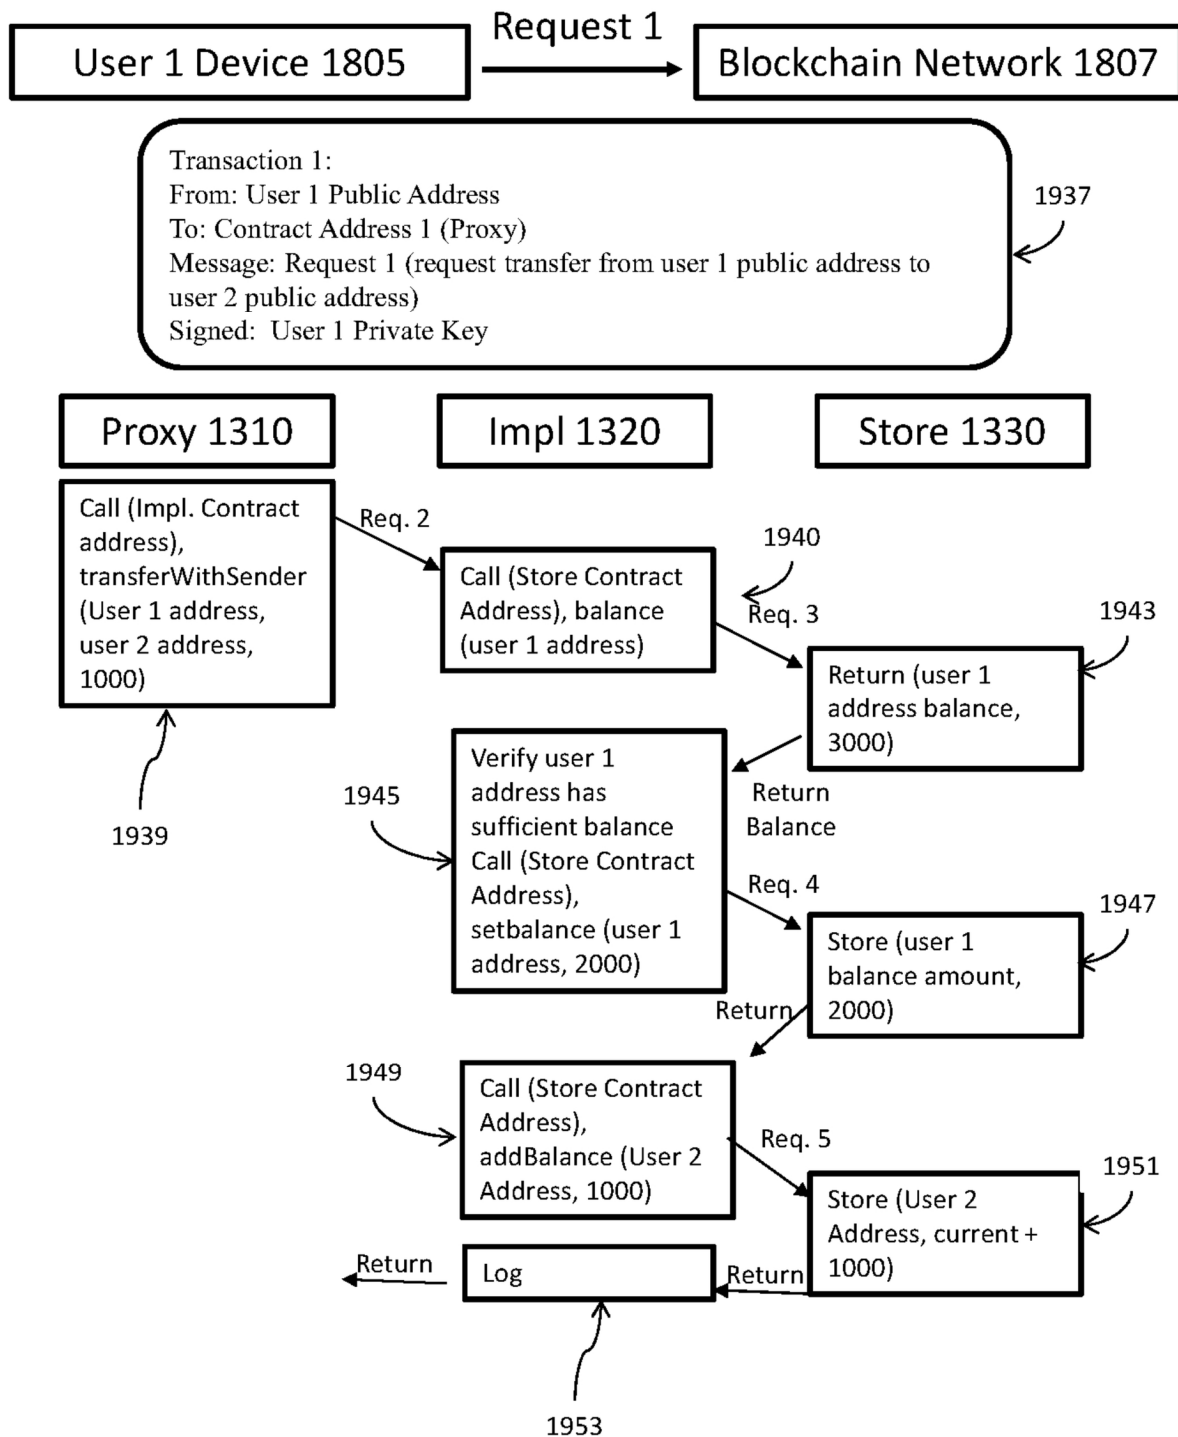 Request 1
User 1 Device 1805
Blockchain Network 1807
Transaction 1:
From: User 1 Public Address
To: Contract Address 1 (Proxy)
Message: Request 1 (request transfer from user 1 public address to
user 2 public address)
Signed:  User 1 Private Key
1937
Proxy 1310
Impl 1320
Store 1330
Call (Impl. Contract
address),
transferWithSender
(User 1 address,
user 2 address,
1000)
1939
Req. 2
Call (Store Contract
Address), balance
(user 1 address)
1940
Req. 3
1943
Return (user 1
address balance,
3000)
Return
Balance
1945
Verify user 1
address has
sufficient balance
Call (Store Contract
Address),
setbalance (user 1
address, 2000)
Req. 4
1947
Store (user 1
balance amount,
2000)
Return
1949
Call (Store Contract
Address),
addBalance (User 2
Address, 1000)
Req. 5
1951
Store (User 2
Address, current +
1000)
Return
Log
Return
1953